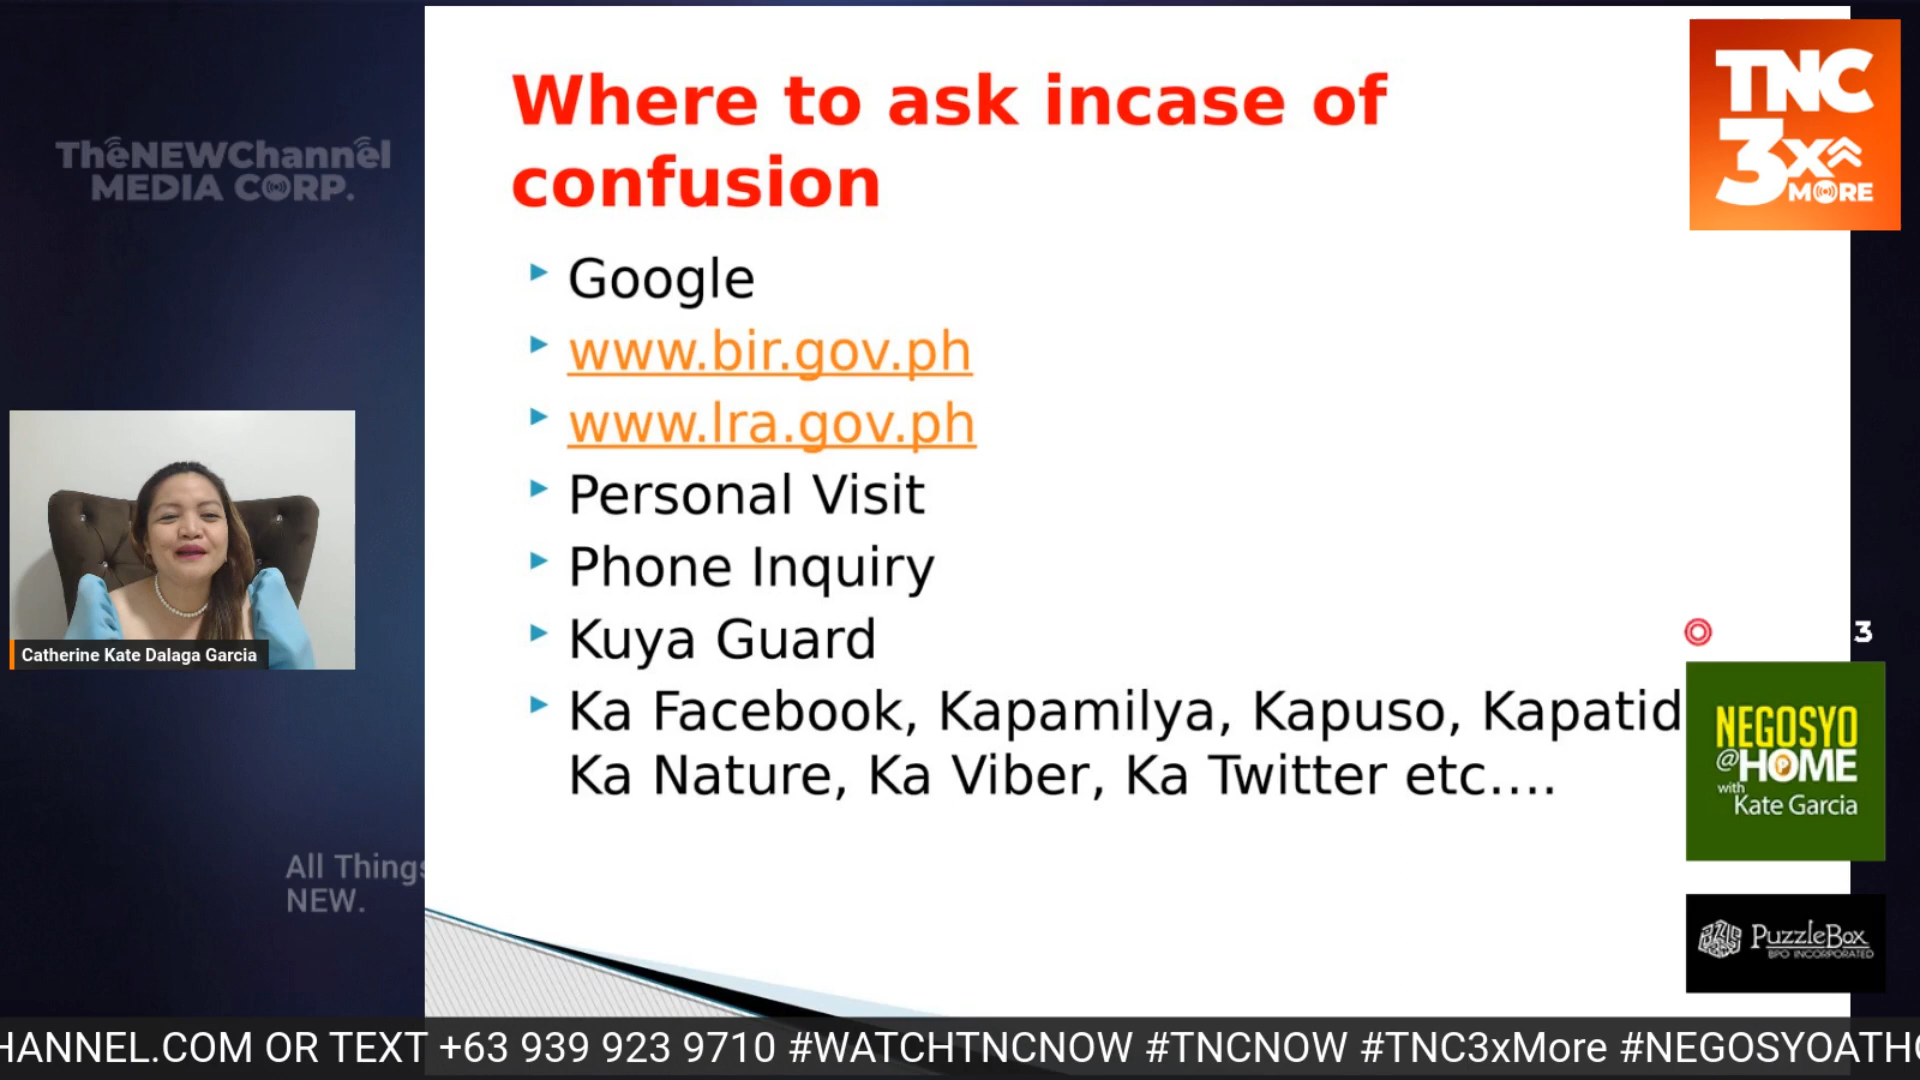 TheNEWChannel
MEDIA CORP.
Where to ask incase of
confusion
Google
www.bir.gov.ph
www.lra.gov.ph
Personal Visit
Phone Inquiry
Kuya Guard
Ka Facebook, Kapamilya, Kapuso, Kapatid
Ka Nature, Ka Viber, Ka Twitter etc....
TNC
3x
MORE
3
Catherine Kate Dalaga Garcia
NEGOSYO
@HOME
with
Kate Garcia
All Things
NEW.
PuzzleBox
BPO INCORPORATED
HANNEL.COM OR TEXT +63 939 923 9710 #WATCHTNCNOW #TNCNOW #TNC3xMore #NEGOSYOATHO